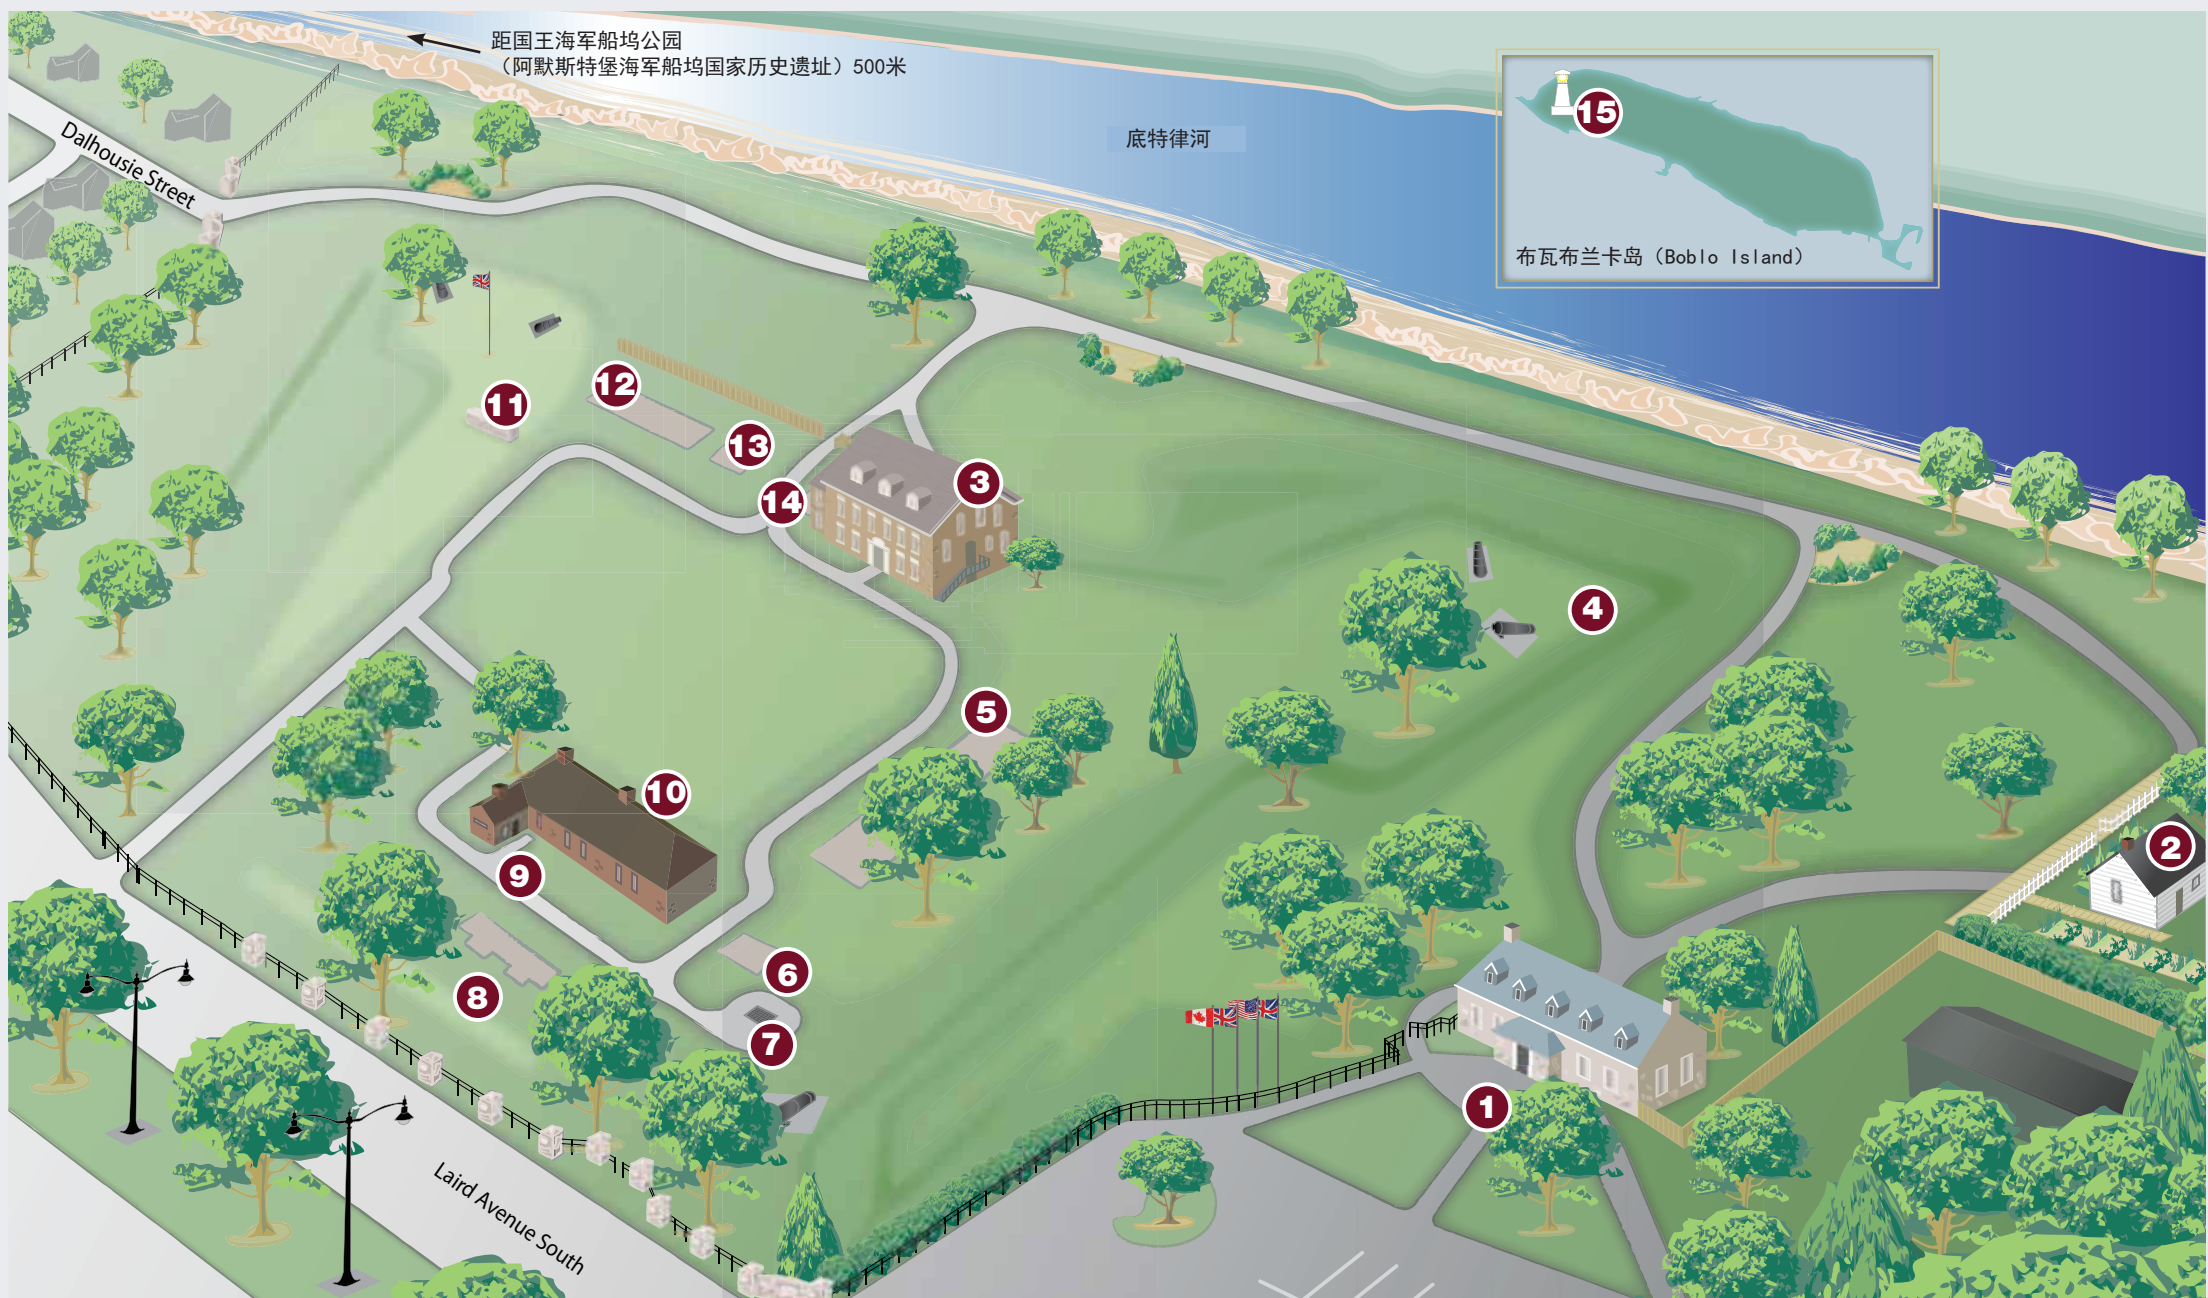 距国王海军船坞公园
（阿默斯特堡海军船坞国家历史遗址）500米
底特律河
15
布瓦布兰卡岛（Boblo Island）
Dalhousie Street
12
11
13
3
14
4
5
10
2
9
6
8
7
1
Laird Avenue South